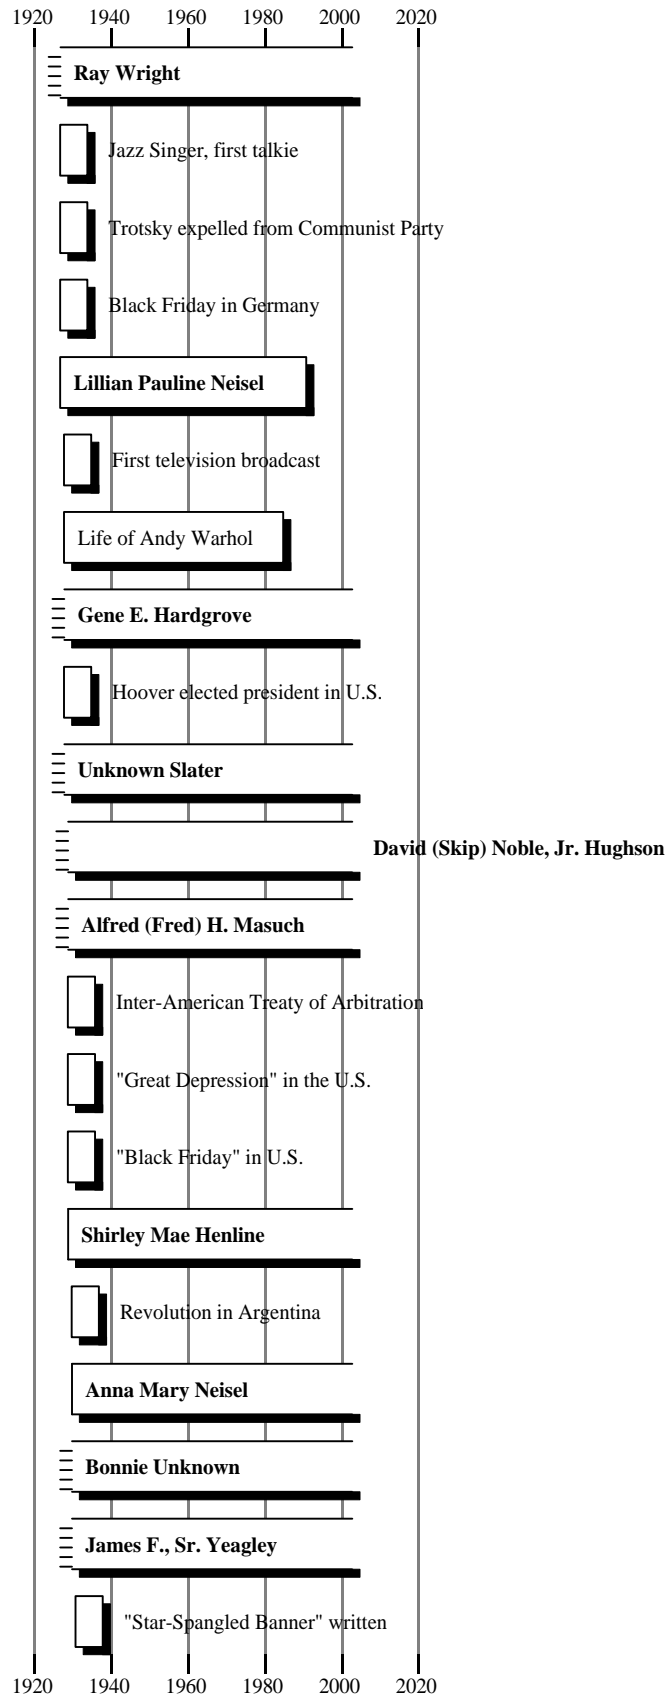 1920 1940 1960 1980 2000 2020
Ray Wright
Jazz Singer, first talkie
Trotsky expelled from Communist Party
Black Friday in Germany
Lillian Pauline Neisel
First television broadcast
Life of Andy Warhol
Gene E. Hardgrove
Hoover elected president in U.S.
Unknown Slater
David (Skip) Noble, Jr. Hughson
Alfred (Fred) H. Masuch
Inter-American Treaty of Arbitration
"Great Depression" in the U.S.
"Black Friday" in U.S.
Shirley Mae Henline
Revolution in Argentina
Anna Mary Neisel
Bonnie Unknown
James F., Sr. Yeagley
"Star-Spangled Banner" written
1920 1940 1960 1980 2000 2020